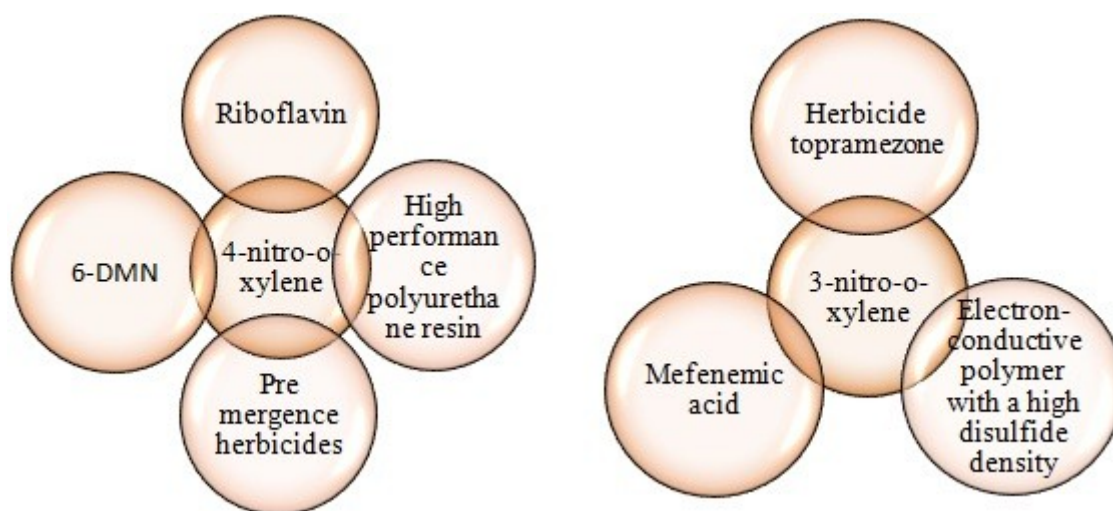 Riboflavin
6-DMN
4-nitro-o-
xylene
High
performan
ce
polyuretha
ne resin
Pre
mergence
herbicides
Herbicide
topramezone
3-nitro-o-
xylene
Mefenemic
acid
Electron-
conductive
polymer
with a high
disulfide
density